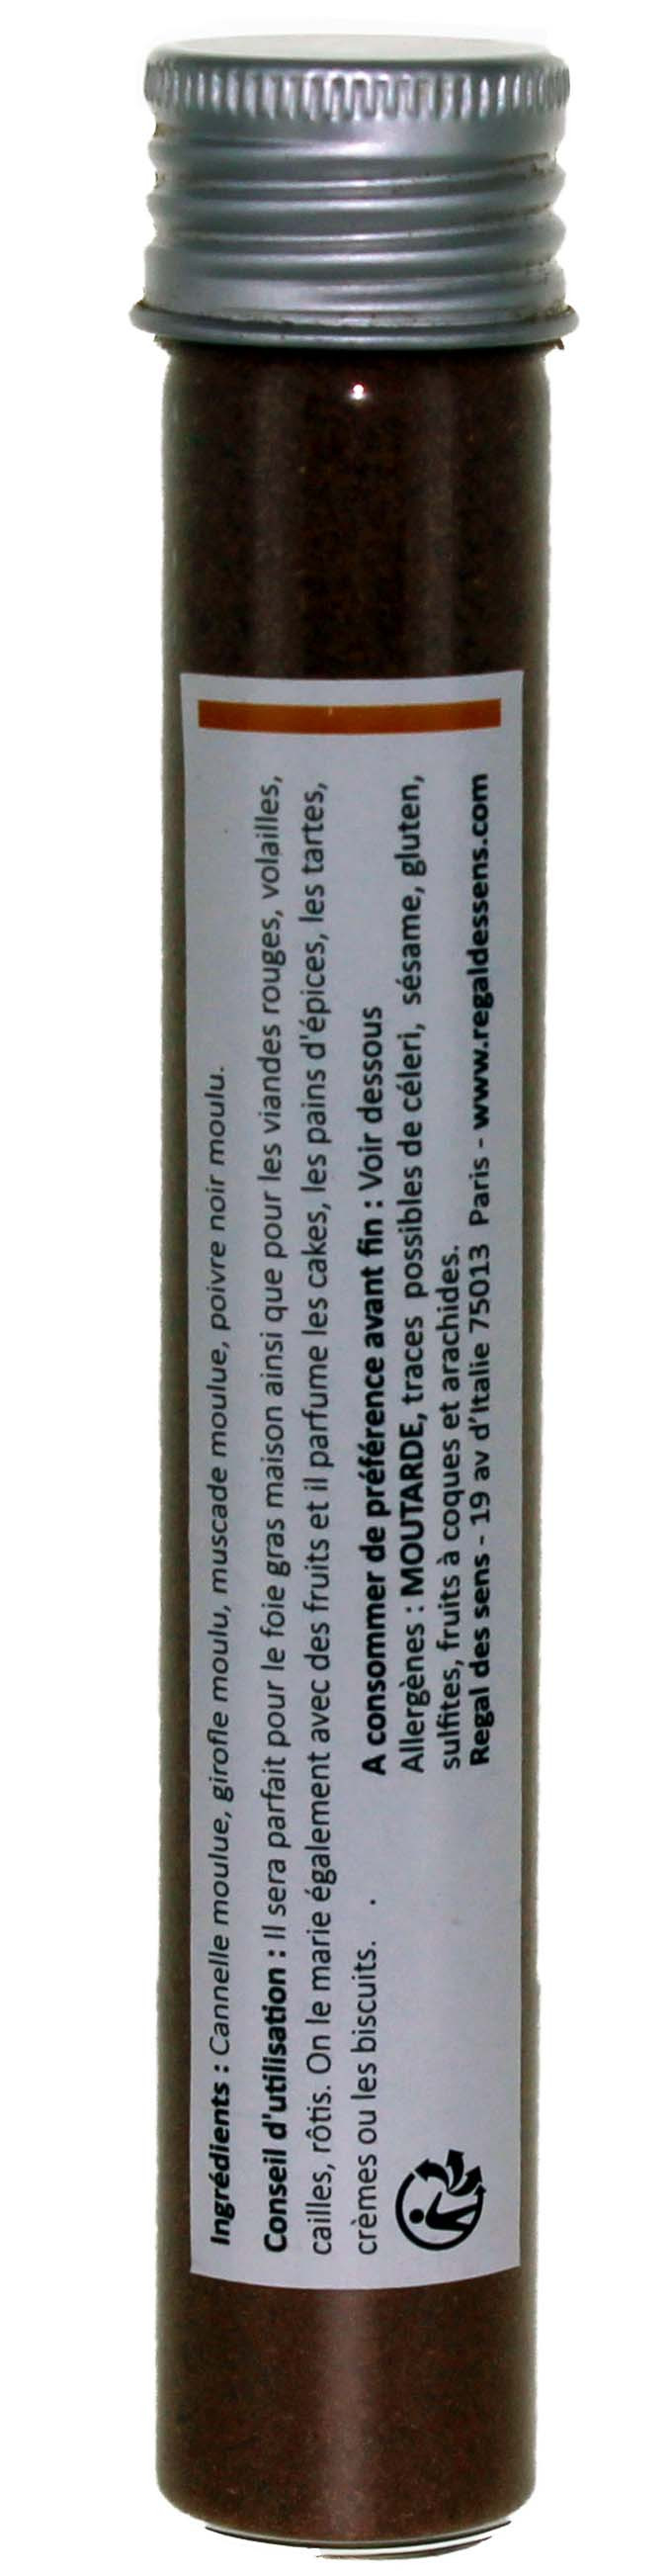 Ingrédients : Cannelle moulue, girofle moulu, muscade moulue, poivre noir moulu.
Conseil d'utilisation : Il sera parfait pour le foie gras maison ainsi que pour les viandes rouges, volailles,
cailles, rôtis. On le marie également avec des fruits et il parfume les cakes, les pains d'épices, les tartes,
crèmes ou les biscuits. .
A consommer de préférence avant fin : Voir dessous
Allergènes : MOUTARDE, traces possibles de céleri, sésame, gluten,
sulfites, fruits à coques et arachides.
Regal des sens - 19 av d'Italie 75013 Paris - www.regaldessens.com